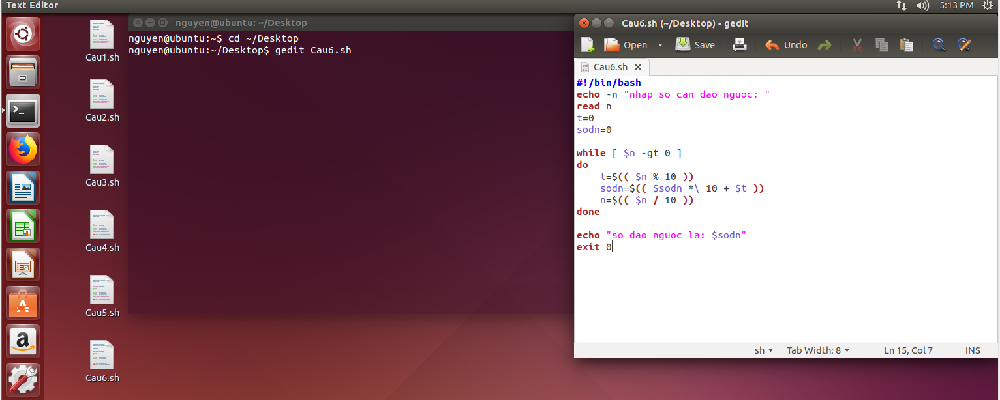 Text Editor
5:13 PM
nguyen@ubuntu: ~/Desktop
nguyen@ubuntu:~$ cd ~/Desktop
nguyen@ubuntu:~/Desktop$ gedit Cau6.sh
Cau1.sh
Cau2.sh
Cau3.sh
Cau4.sh
Cau5.sh
Cau6.sh
Cau6.sh (~/Desktop) - gedit
Open Save Undo
Cau6.sh
#!/bin/bash
echo -n "nhap so can dao nguoc: "
read n
t=0
sodn=0
while [ $n -gt 0 ]
do
    t=$(( $n % 10 ))
    sodn=$(( $sodn *\ 10 + $t ))
    n=$(( $n / 10 ))
done
echo "so dao nguoc la: $sodn"
exit 0
sh Tab Width: 8 Ln 15, Col 7 INS